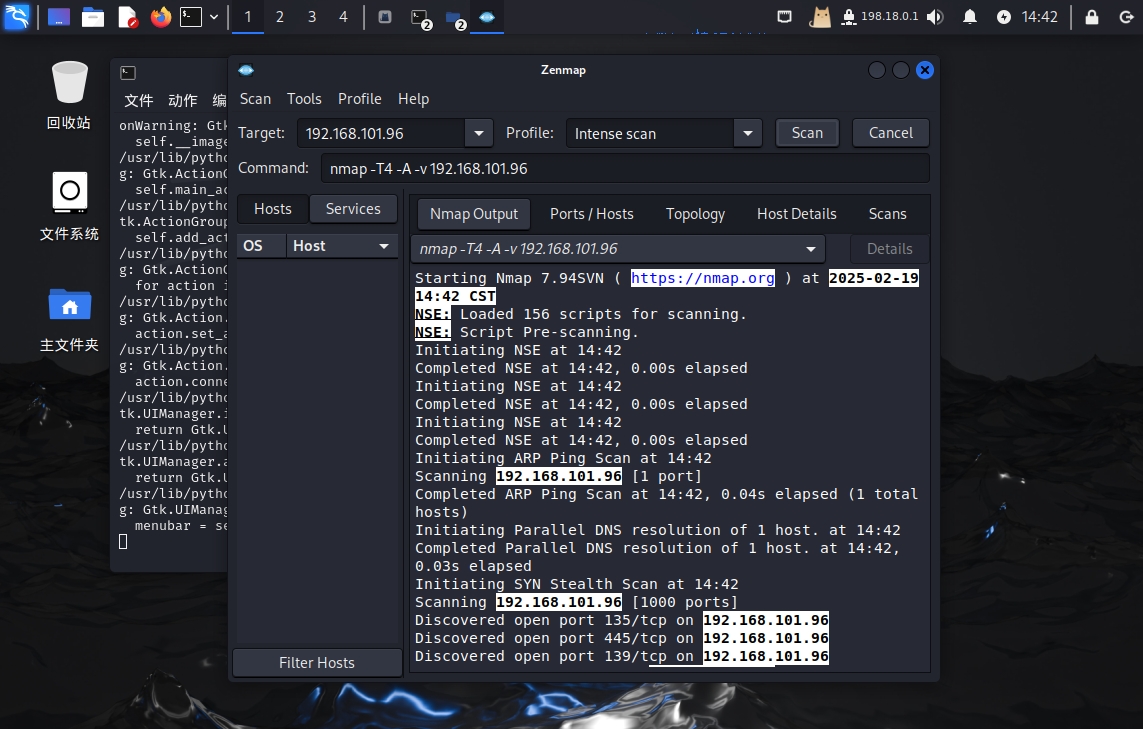 1 2 3 4
2
2
198.18.0.1
14:42
回收站
文件系统
主文件夹
文件 动作 编
onWarning: Gtk
self.__image
/usr/lib/pytho
g: Gtk.ActionG
self.main_ac
/usr/lib/pytho
tk.ActionGroup
self.add_act
/usr/lib/pytho
g: Gtk.ActionG
for action i
/usr/lib/pytho
g: Gtk.Action.
action.set_a
/usr/lib/pytho
g: Gtk.Action.
action.conne
/usr/lib/pytho
tk.UIManager.i
return Gtk.U
/usr/lib/pytho
tk.UIManager.a
return Gtk.U
/usr/lib/pytho
g: Gtk.UIManag
menubar = se
Zenmap
Scan Tools Profile Help
Target: 192.168.101.96 Profile: Intense scan Scan Cancel
Command: nmap -T4 -A -v 192.168.101.96
Hosts Services
OS Host
Filter Hosts
Nmap Output Ports / Hosts Topology Host Details Scans
nmap -T4 -A -v 192.168.101.96 Details
Starting Nmap 7.94SVN ( https://nmap.org ) at 2025-02-19
14:42 CST
NSE: Loaded 156 scripts for scanning.
NSE: Script Pre-scanning.
Initiating NSE at 14:42
Completed NSE at 14:42, 0.00s elapsed
Initiating NSE at 14:42
Completed NSE at 14:42, 0.00s elapsed
Initiating NSE at 14:42
Completed NSE at 14:42, 0.00s elapsed
Initiating ARP Ping Scan at 14:42
Scanning 192.168.101.96 [1 port]
Completed ARP Ping Scan at 14:42, 0.04s elapsed (1 total
hosts)
Initiating Parallel DNS resolution of 1 host. at 14:42
Completed Parallel DNS resolution of 1 host. at 14:42,
0.03s elapsed
Initiating SYN Stealth Scan at 14:42
Scanning 192.168.101.96 [1000 ports]
Discovered open port 135/tcp on 192.168.101.96
Discovered open port 445/tcp on 192.168.101.96
Discovered open port 139/tcp on 192.168.101.96